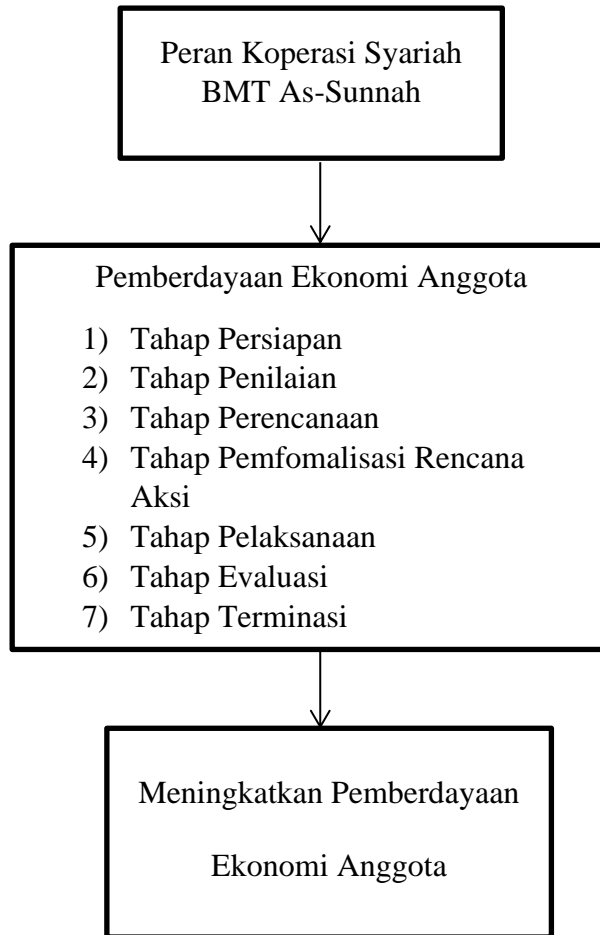 Peran Koperasi Syariah
BMT As-Sunnah
Pemberdayaan Ekonomi Anggota
1) Tahap Persiapan
2) Tahap Penilaian
3) Tahap Perencanaan
4) Tahap Pemfomalisasi Rencana
Aksi
5) Tahap Pelaksanaan
6) Tahap Evaluasi
7) Tahap Terminasi
Meningkatkan Pemberdayaan
Ekonomi Anggota